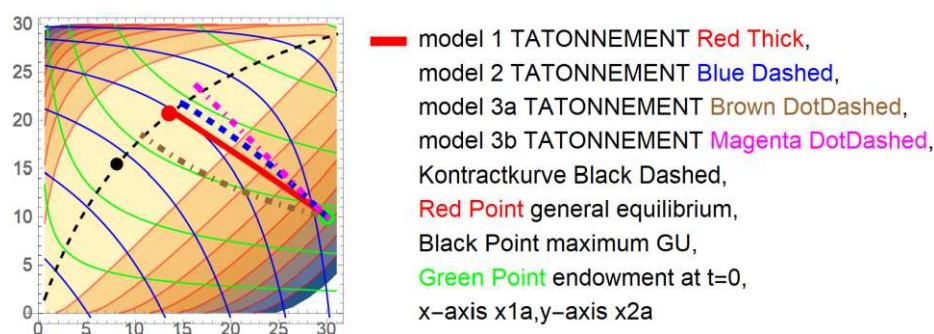 30
25
20
15
10
5
0
0 5 10 15 20 25 30
model 1 TATONNEMENT Red Thick,
model 2 TATONNEMENT Blue Dashed,
model 3a TATONNEMENT Brown DotDashed,
model 3b TATONNEMENT Magenta DotDashed,
Kontractkurve Black Dashed,
Red Point general equilibrium,
Black Point maximum GU,
Green Point endowment at t=0,
x-axis x1a,y-axis x2a